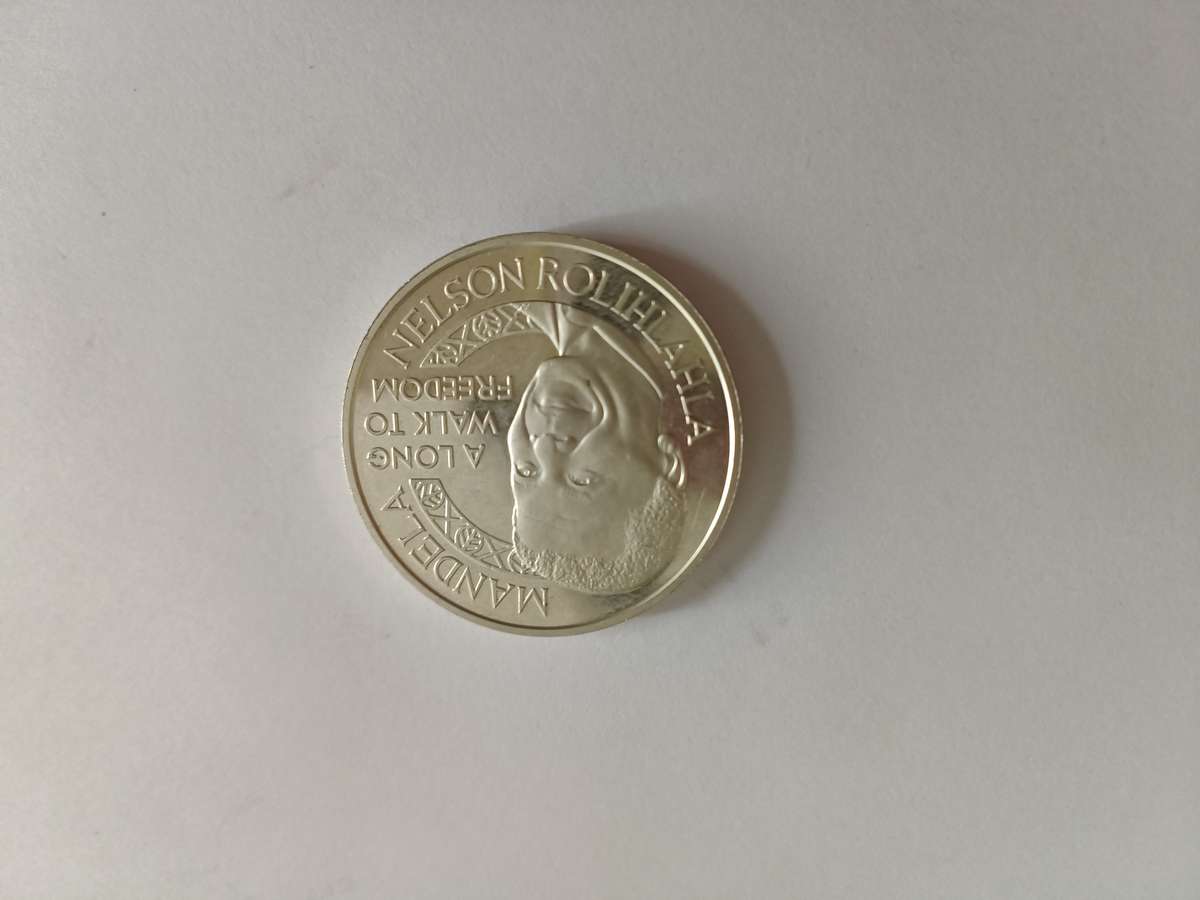 NELSON ROLIHLAHLA
MANDELA
A LONG
WALK TO
FREEDOM